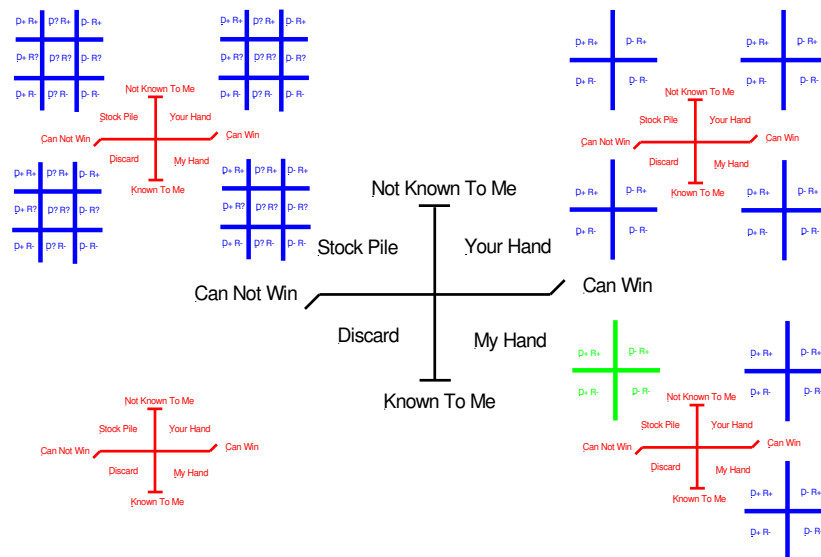 D+ R+ D? R+ D- R+
D+ R? D? R? D- R?
D+ R- D? R- D- R-
D+ R+ D? R+ D- R+
D+ R? D? R? D- R?
D+ R- D? R- D- R-
Not Known To Me
Stock Pile Your Hand
Can Not Win Can Win
Discard My Hand
Known To Me
D+ R+ D? R+ D- R+
D+ R? D? R? D- R?
D+ R- D? R- D- R-
D+ R+ D? R+ D- R+
D+ R? D? R? D- R?
D+ R- D? R- D- R-
D+ R+ D- R+
D+ R- D- R-
D+ R+ D- R+
D+ R- D- R-
Not Known To Me
Stock Pile Your Hand
Can Not Win Can Win
Discard My Hand
Known To Me
D+ R+ D- R+
D+ R- D- R-
D+ R+ D- R+
D+ R- D- R-
Not Known To Me
Stock Pile Your Hand
Can Not Win Can Win
Discard My Hand
Known To Me
Not Known To Me
Stock Pile Your Hand
Can Not Win Can Win
Discard My Hand
Known To Me
D+ R+ D- R+
D+ R- D- R-
D+ R+ D- R+
D+ R- D- R-
Not Known To Me
Stock Pile Your Hand
Can Not Win Can Win
Discard My Hand
Known To Me
D+ R+ D- R+
D+ R- D- R-